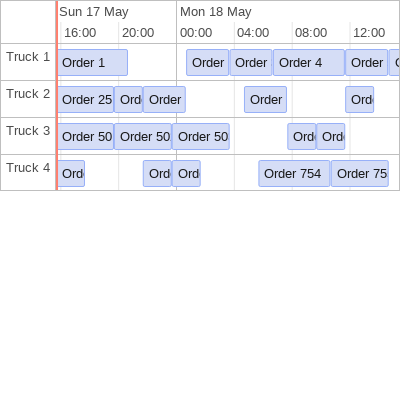 Sun 17 May Mon 18 May
16:00 20:00 00:00 04:00 08:00 12:00
Truck 1 Order 1 Order Order Order 4 Order
Truck 2 Order 25 Ord Order Order Ord
Truck 3 Order 50 Order 50 Order 50 Ord Ord
Truck 4 Ord Ord Ord Order 754 Order 75